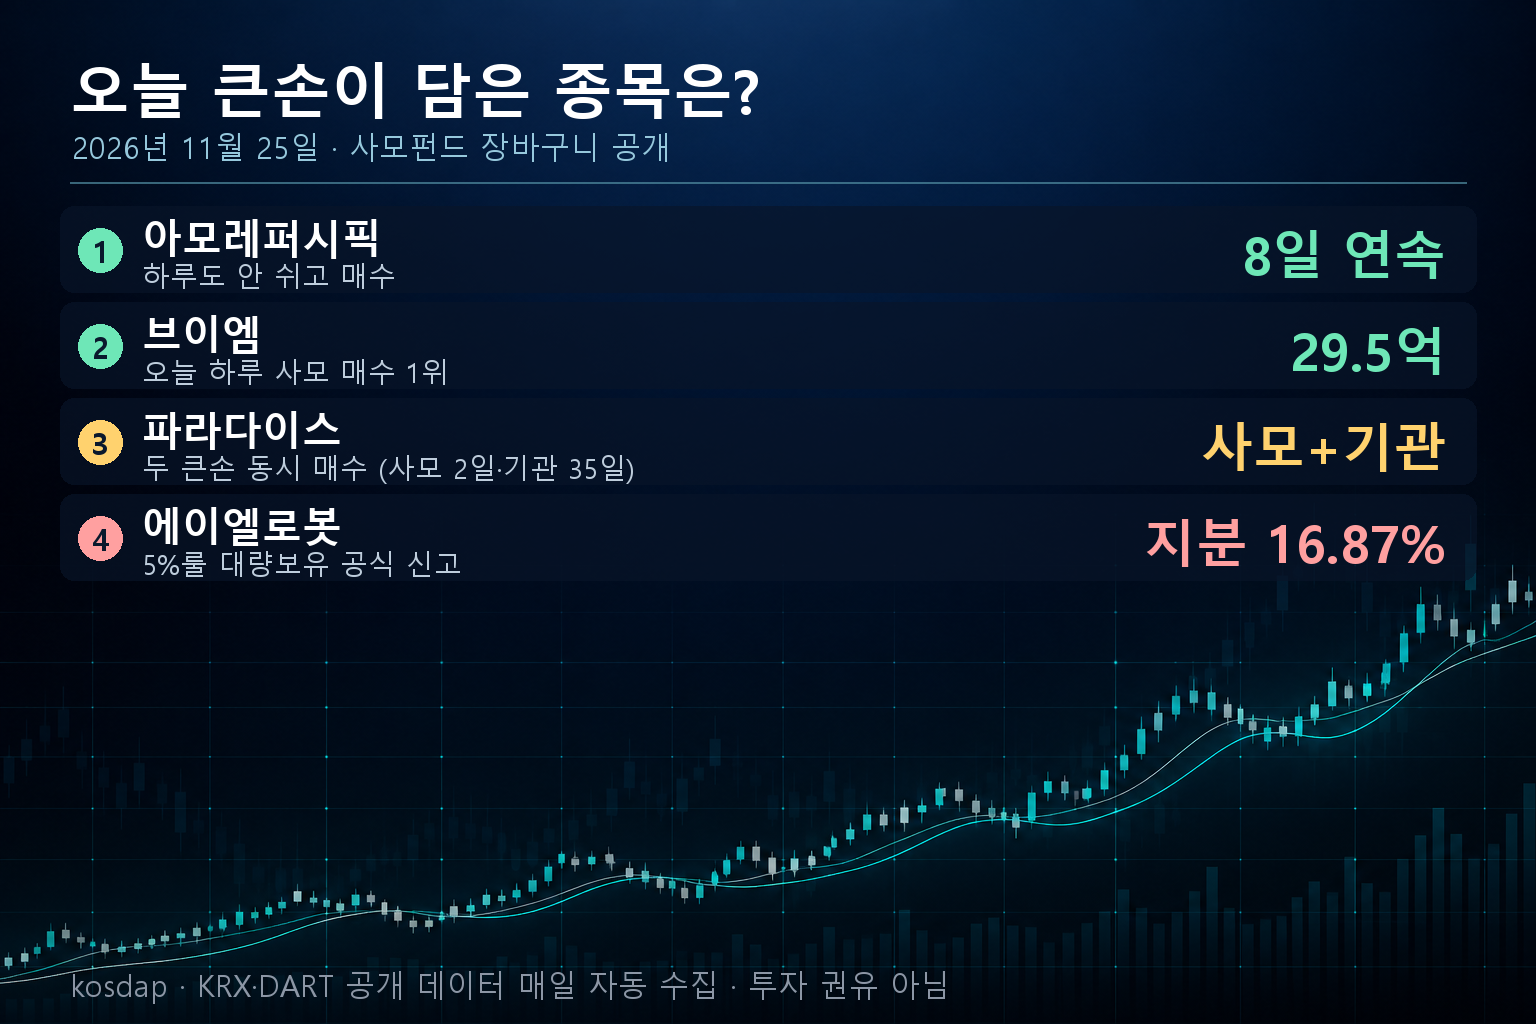 오늘 큰손이 담은 종목은?
2026년 11월 25일 · 사모펀드 장바구니 공개
1 아모레퍼시픽 8일 연속
하루도 안 쉬고 매수
2 브이엠 29.5억
오늘 하루 사모 매수 1위
3 파라다이스 사모+기관
두 큰손 동시 매수 (사모 2일·기관 35일)
4 에이엘로봇 지분 16.87%
5%룰 대량보유 공식 신고
kosdap · KRX·DART 공개 데이터 매일 자동 수집 · 투자 권유 아님